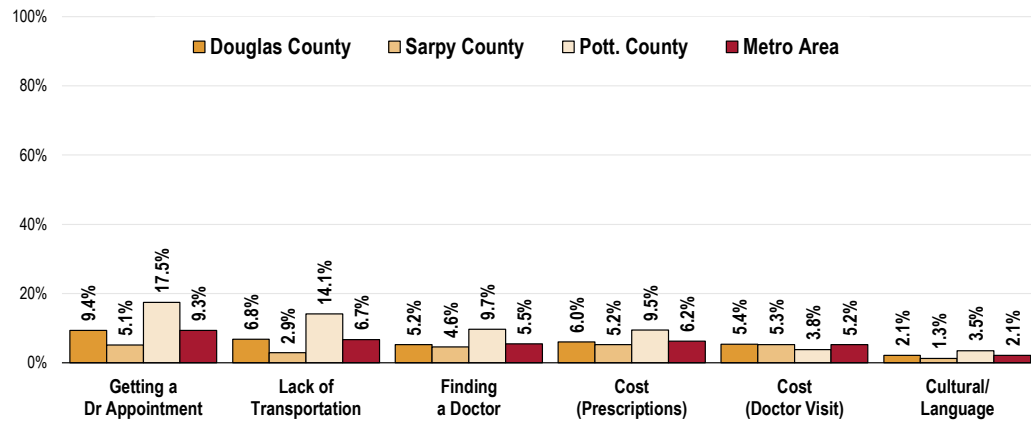 100%
Douglas County Sarpy County Pott. County Metro Area
80%
60%
40%
20%
0%
9.4% 5.1% 17.5% 9.3%
6.8% 2.9% 14.1% 6.7%
5.2% 4.6% 9.7% 5.5%
6.0% 5.2% 9.5% 6.2%
5.4% 5.3% 3.8% 5.2%
2.1% 1.3% 3.5% 2.1%
Getting a
Dr Appointment
Lack of
Transportation
Finding
a Doctor
Cost
(Prescriptions)
Cost
(Doctor Visit)
Cultural/
Language